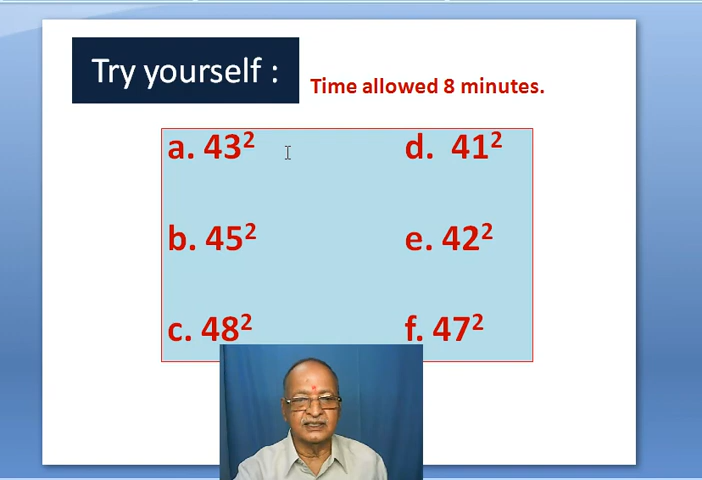 Try yourself :
Time allowed 8 minutes.
a. 43²
d. 41²
b. 45²
e. 42²
c. 48²
f. 47²